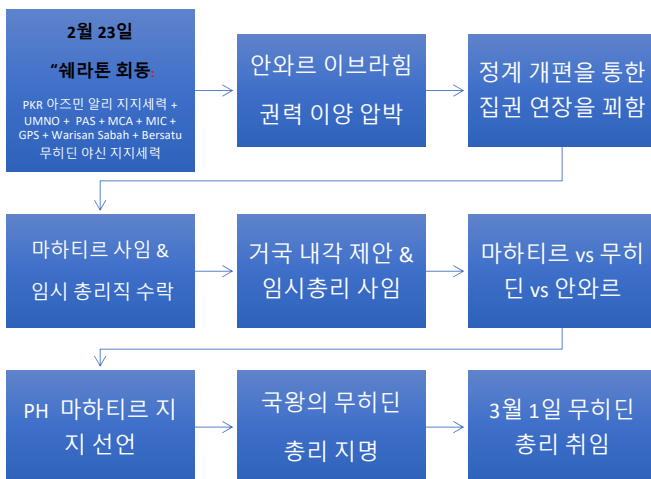 2월 23일
“쉐라톤 회동:
PKR 아즈민 알리 지지세력 +
UMNO + PAS + MCA + MIC +
GPS + Warisan Sabah + Bersatu
무히딘 야신 지지세력
안와르 이브라힘
권력 이양 압박
정계 개편을 통한
집권 연장을 꾀함
마하티르 사임 &
임시 총리직 수락
거국 내각 제안 &
임시총리 사임
마하티르 vs 무히
딘 vs 안와르
PH 마하티르 지
지 선언
국왕의 무히딘
총리 지명
3월 1일 무히딘
총리 취임